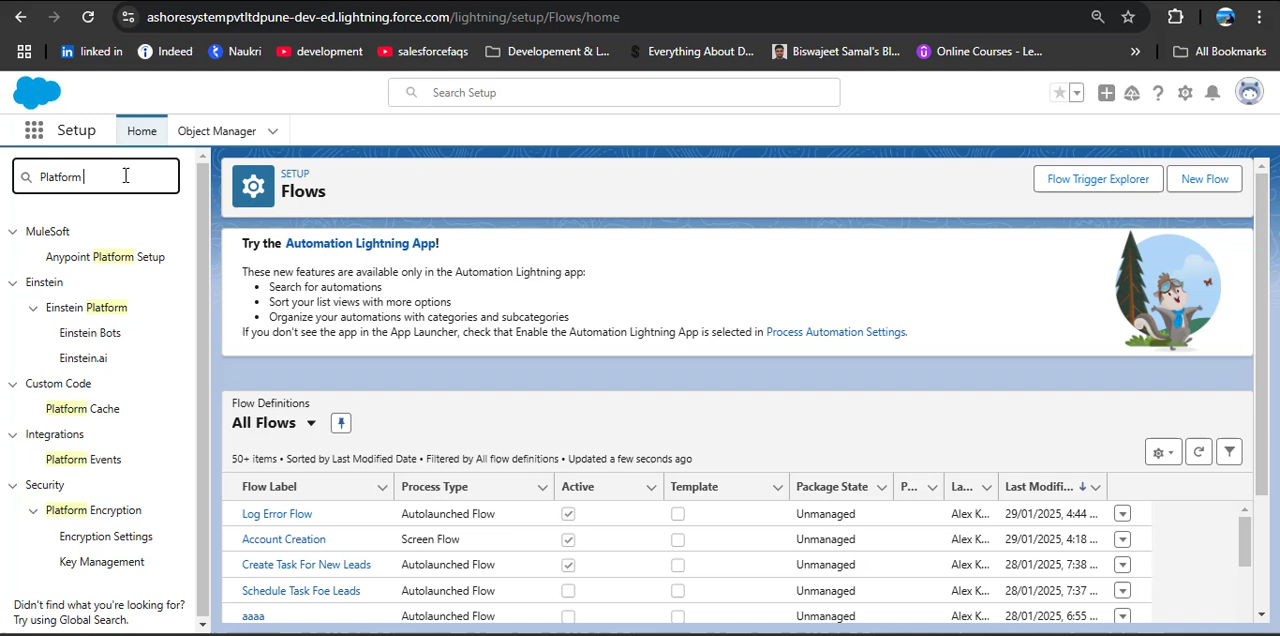 ashoresystempvtltdpune-dev-ed.lightning.force.com/lightning/setup/Flows/home
linked in
Indeed
Naukri
development
salesforcefaqs
Developement & L...
Everything About D...
Biswajeet Samal's Bl...
Online Courses - Le...
All Bookmarks
Search Setup
Setup
Home
Object Manager
Platform
MuleSoft
Anypoint Platform Setup
Einstein
Einstein Platform
Einstein Bots
Einstein.ai
Custom Code
Platform Cache
Integrations
Platform Events
Security
Platform Encryption
Encryption Settings
Key Management
Didn't find what you're looking for?
Try using Global Search.
SETUP
Flows
Flow Trigger Explorer
New Flow
Try the Automation Lightning App!
These new features are available only in the Automation Lightning app:
• Search for automations
• Sort your list views with more options
• Organize your automations with categories and subcategories
If you don't see the app in the App Launcher, check that Enable the Automation Lightning App is selected in Process Automation Settings.
Flow Definitions
All Flows
50+ items • Sorted by Last Modified Date • Filtered by All flow definitions • Updated a few seconds ago
Flow Label Process Type Active Template Package State P... La... Last Modifi...
Log Error Flow Autolaunched Flow Unmanaged Alex K... 29/01/2025, 4:44 ...
Account Creation Screen Flow Unmanaged Alex K... 29/01/2025, 4:18 ...
Create Task For New Leads Autolaunched Flow Unmanaged Alex K... 28/01/2025, 7:38 ...
Schedule Task Foe Leads Autolaunched Flow Unmanaged Alex K... 28/01/2025, 7:37 ...
aaaa Autolaunched Flow Unmanaged Alex K... 28/01/2025, 6:55 ...